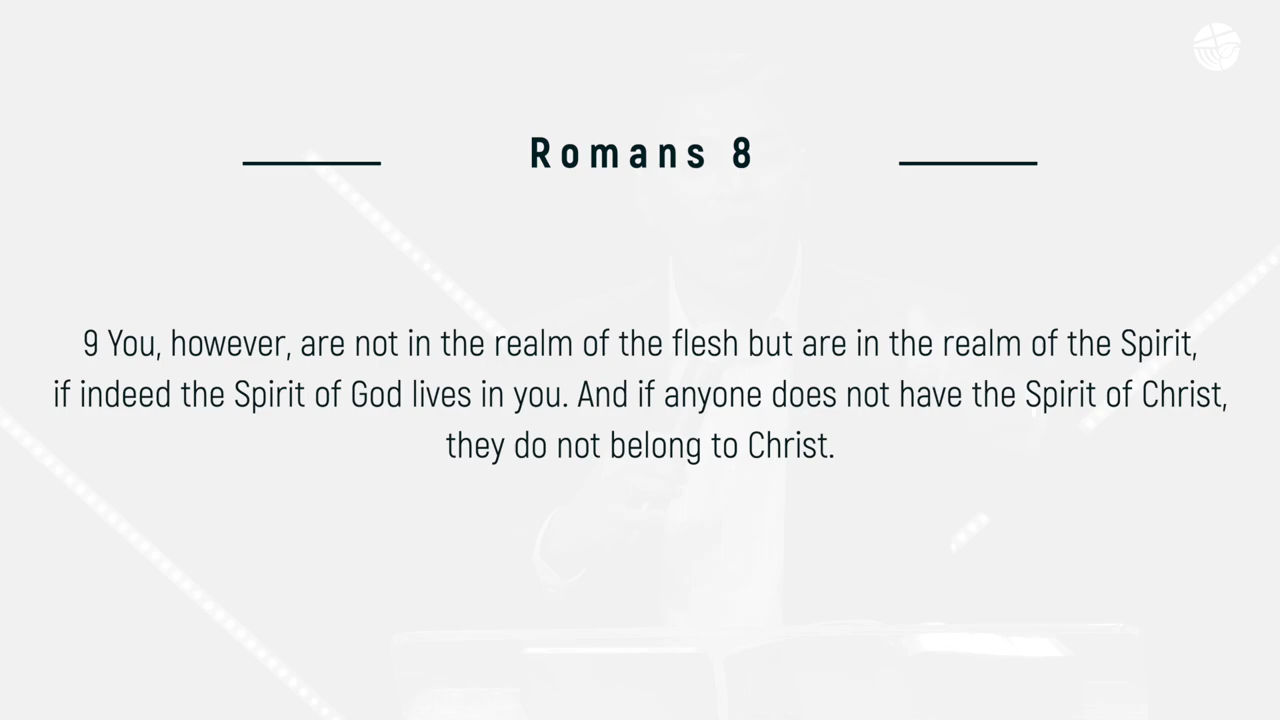 Romans 8
9 You, however, are not in the realm of the flesh but are in the realm of the Spirit,
if indeed the Spirit of God lives in you. And if anyone does not have the Spirit of Christ,
they do not belong to Christ.